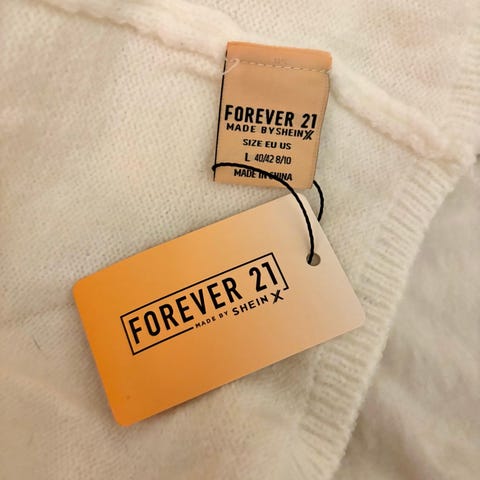 FOREVER 21
MADE BY SHEIN X
SIZE EU US
L 40/42 8/10
MADE IN CHINA
FOREVER 21
MADE BY SHEIN X